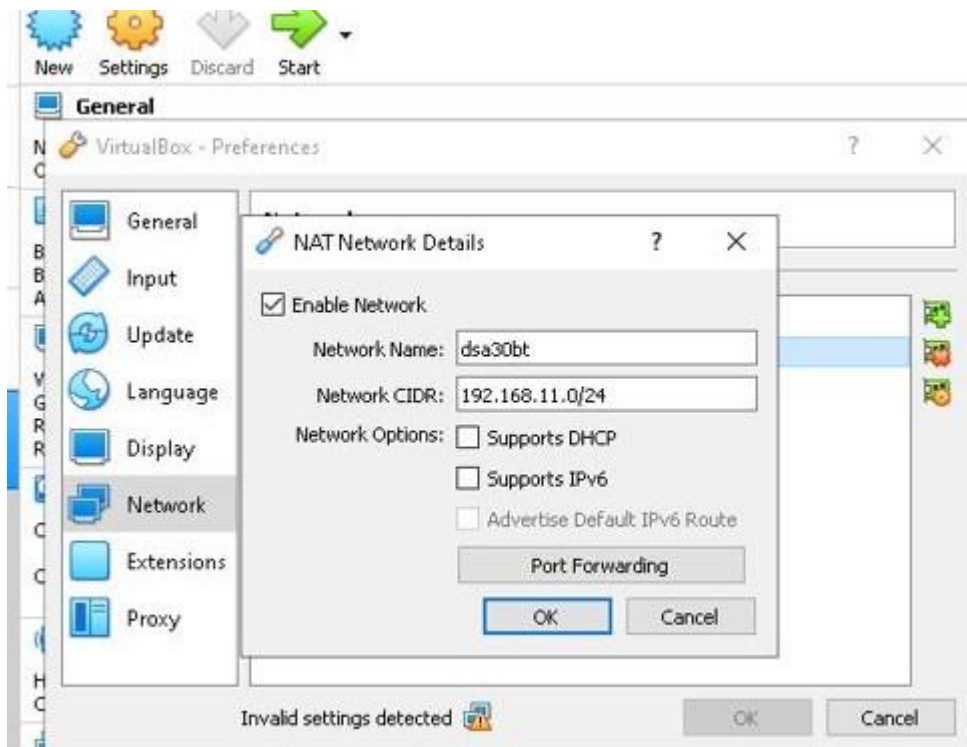 New Settings Discard Start
General
VirtualBox - Preferences
General
Input
Update
Language
Display
Network
Extensions
Proxy
NAT Network Details
Enable Network
Network Name: dsa30bt
Network CIDR: 192.168.11.0/24
Network Options: Supports DHCP
Supports IPv6
Advertise Default IPv6 Route
Port Forwarding
OK Cancel
Invalid settings detected
OK Cancel